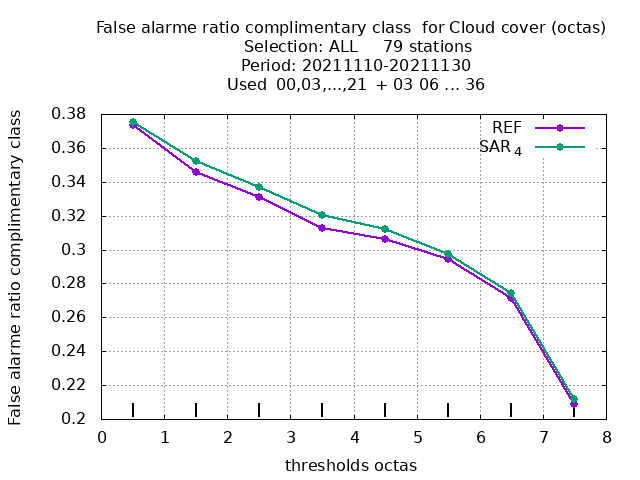 False alarme ratio complimentary class  for Cloud cover (octas)
Selection: ALL     79 stations
Period: 20211110-20211130
Used  00,03,...,21  + 03 06 ... 36
False alarme ratio complimentary class
0.38
0.36
0.34
0.32
0.3
0.28
0.26
0.24
0.22
0.2
REF
SAR 4
0 1 2 3 4 5 6 7 8
thresholds octas